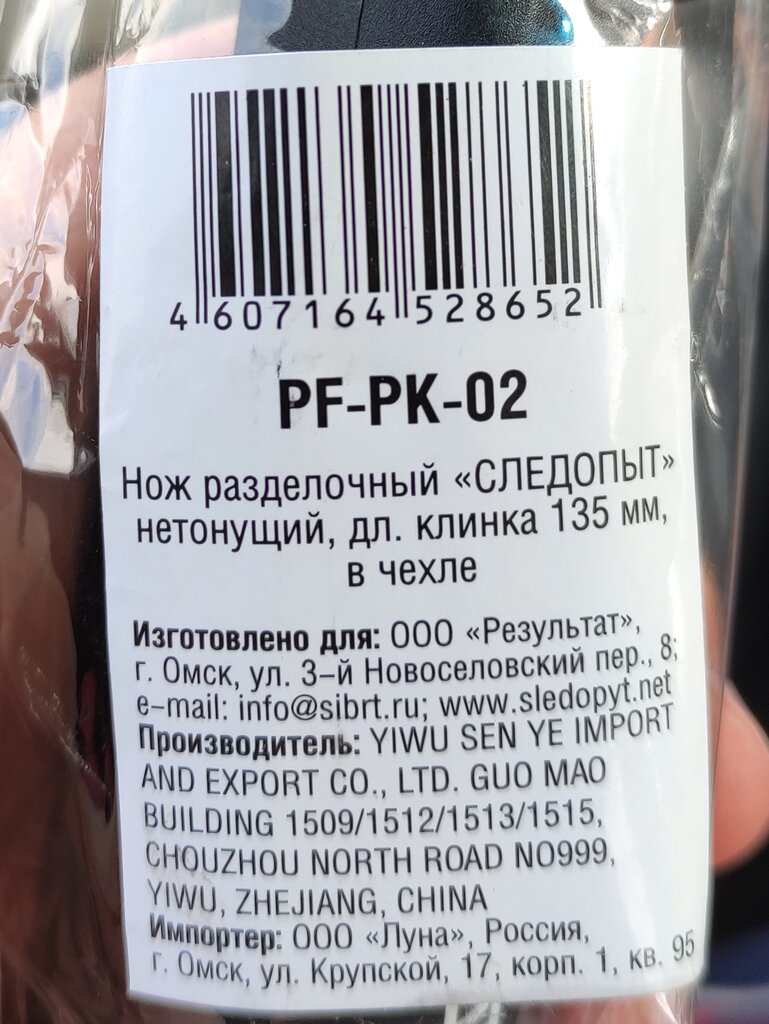 4 607164 528652
PF-PK-02
Нож разделочный «СЛЕДОПЫТ»
нетонущий, дл. клинка 135 мм,
в чехле
Изготовлено для: ООО «Результат»,
г. Омск, ул. 3-й Новоселовский пер., 8;
e-mail: info@sibrt.ru; www.sledopyt.net
Производитель: YIWU SEN YE IMPORT
AND EXPORT CO., LTD. GUO MAO
BUILDING 1509/1512/1513/1515,
CHOUZHOU NORTH ROAD NO999,
YIWU, ZHEJIANG, CHINA
Импортер: ООО «Луна», Россия,
г. Омск, ул. Крупской, 17, корп. 1, кв. 95